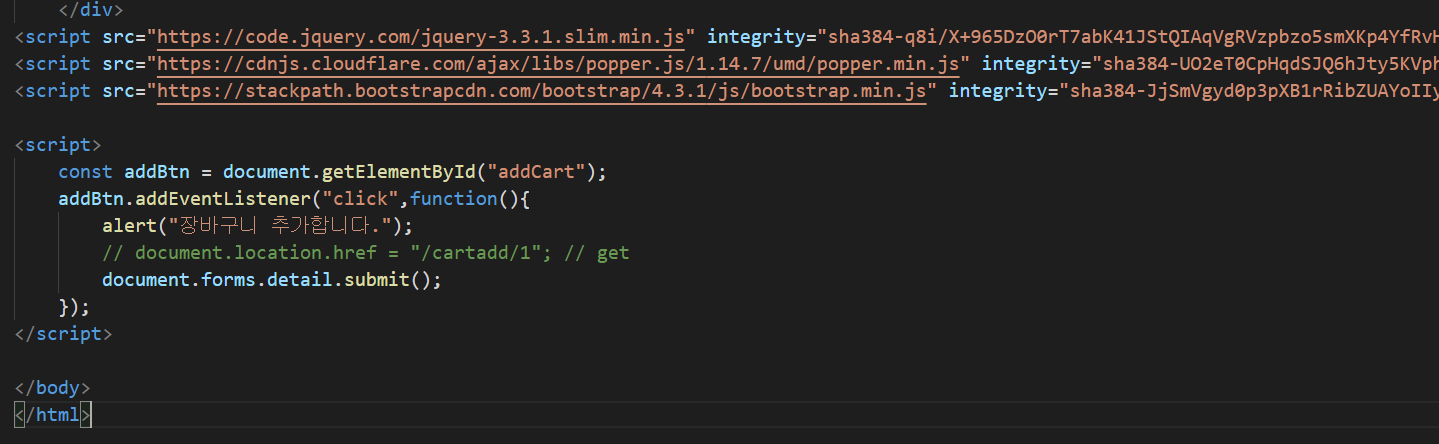 </div>
<script src="https://code.jquery.com/jquery-3.3.1.slim.min.js" integrity="sha384-q8i/X+965DzO0rT7abK41JStQIAqVgRVzpbzo5smXKp4YfRvH
<script src="https://cdnjs.cloudflare.com/ajax/libs/popper.js/1.14.7/umd/popper.min.js" integrity="sha384-UO2eT0CpHqdSJQ6hJty5KVph
<script src="https://stackpath.bootstrapcdn.com/bootstrap/4.3.1/js/bootstrap.min.js" integrity="sha384-JjSmVgyd0p3pXB1rRibZUAYoIIy
<script>
const addBtn = document.getElementById("addCart");
addBtn.addEventListener("click",function(){
alert("장바구니 추가합니다.");
// document.location.href = "/cartadd/1"; // get
document.forms.detail.submit();
});
</script>
</body>
</html>